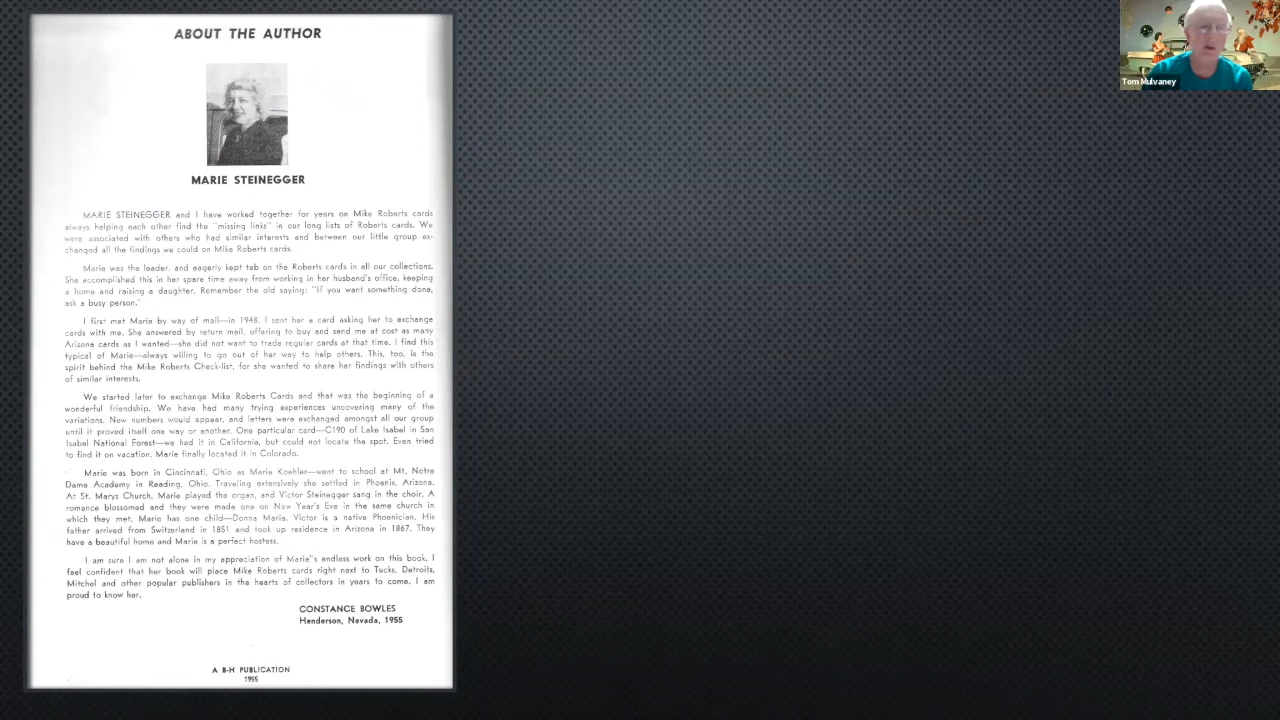 ABOUT THE AUTHOR
MARIE STEINEGGER
MARIE STEINEGGER and I have worked together for years on Mike Roberts cards
always helping each other find the "missing links" in our long lists of Roberts cards. We
were associated with others who had similar interests and between our little group ex-
changed all the findings we could on Mike Roberts cards.
Marie was the leader, and eagerly kept tab on the Roberts cards in all our collections.
She accomplished this in her spare time away from working in her husband's office, keeping
a home and raising a daughter. Remember the old saying: "If you want something done,
ask a busy person."
I first met Marie by way of mail—in 1948. I sent her a card asking her to exchange
cards with me. She answered by return mail, offering to buy and send me at cost as many
Arizona cards as I wanted—she did not want to trade regular cards at that time. I find this
typical of Marie—always willing to go out of her way to help others. This, too, is the
spirit behind the Mike Roberts Check-list, for she wanted to share her findings with others
of similar interests.
We started later to exchange Mike Roberts Cards and that was the beginning of a
wonderful friendship. We have had many trying experiences uncovering many of the
variations. New numbers would appear, and letters were exchanged amongst all our group
until it proved itself one way or another. One particular card—C190 of Lake Isabel in San
Isabel National Forest—we had it in California, but could not locate the spot. Even tried
to find it on vacation. Marie finally located it in Colorado.
Marie was born in Cincinnati, Ohio as Marie Koehler—went to school at Mt. Notre
Dame Academy in Reading, Ohio. Traveling extensively she settled in Phoenix, Arizona.
At St. Marys Church, Marie played the organ, and Victor Steinegger sang in the choir. A
romance blossomed and they were made one on New Year's Eve in the same church in
which they met. Marie has one child—Donna Maria. Victor is a native Phoenician. His
father arrived from Switzerland in 1851 and took up residence in Arizona in 1867. They
have a beautiful home and Marie is a perfect hostess.
I am sure I am not alone in my appreciation of Marie"s endless work on this book. I
feel confident that her book will place Mike Roberts cards right next to Tucks, Detroits,
Mitchel and other popular publishers in the hearts of collectors in years to come. I am
proud to know her.
CONSTANCE BOWLES
Henderson, Nevada, 1955
A B-H PUBLICATION
1955
Tom Mulvaney